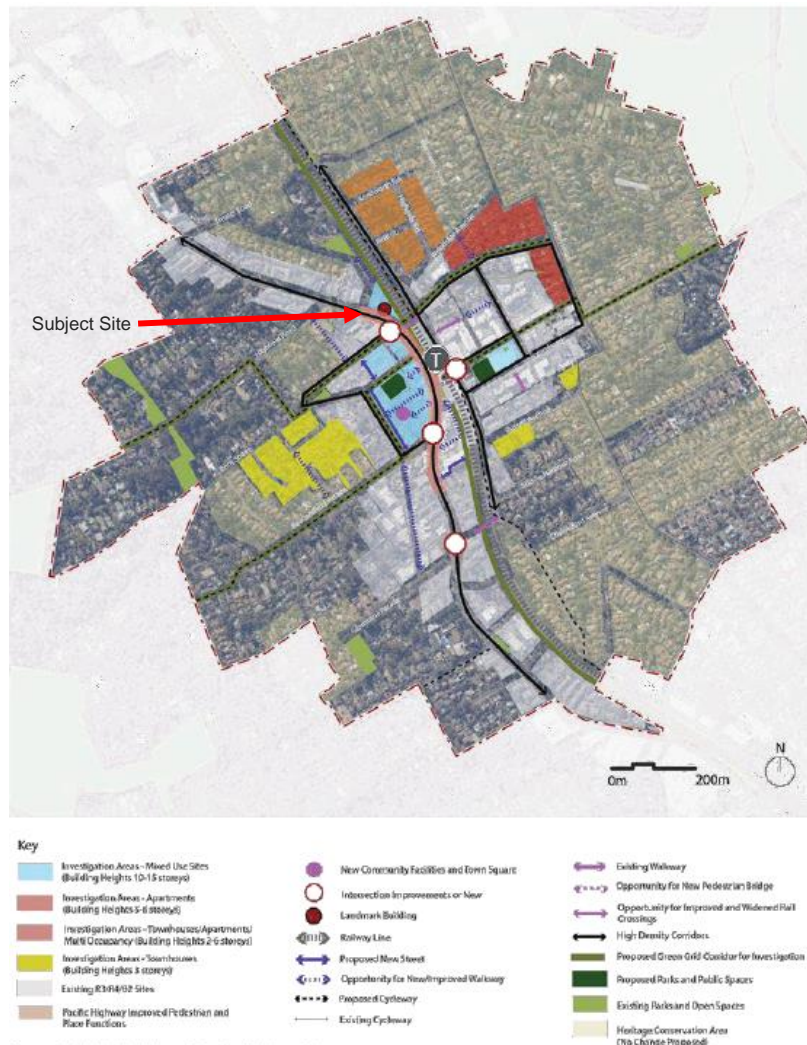 Subject Site
T
N
0m
200m
Key
Investigation Areas - Mixed Use Sites
(Building Heights 10-15 storeys)
Investigation Areas - Apartments
(Building Heights 5-8 storeys)
Investigation Areas - Townhouses/Apartments/
Multi Occupancy (Building Heights 2-6 storeys)
Investigation Areas - Townhouses
(Building Heights 3 storeys)
Existing R3/R4/B2 Sites
Pacific Highway Improved Pedestrian and
Place Functions
New Community Facilities and Town Square
Intersection Improvements or New
Landmark Building
Railway Line
Proposed New Street
Opportunity for New/Improved Walkway
Proposed Cycleway
Existing Cycleway
Existing Walkway
Opportunity for New Pedestrian Bridge
Opportunity for Improved and Widened Rail
Crossings
High Density Corridors
Proposed Green Grid Corridor for Investigation
Proposed Parks and Public Spaces
Existing Parks and Open Spaces
Heritage Conservation Area
(No Change Proposed)